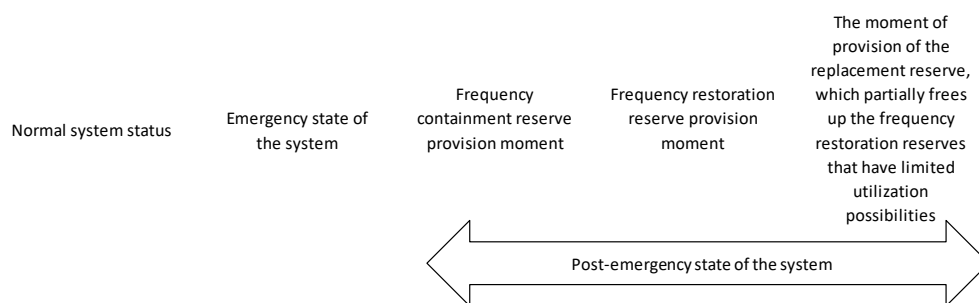 Normal system status
Emergency state of
the system
Frequency
containment reserve
provision moment
Frequency restoration
reserve provision
moment
The moment of
provision of the
replacement reserve,
which partially frees
up the frequency
restoration reserves
that have limited
utilization
possibilities
Post-emergency state of the system